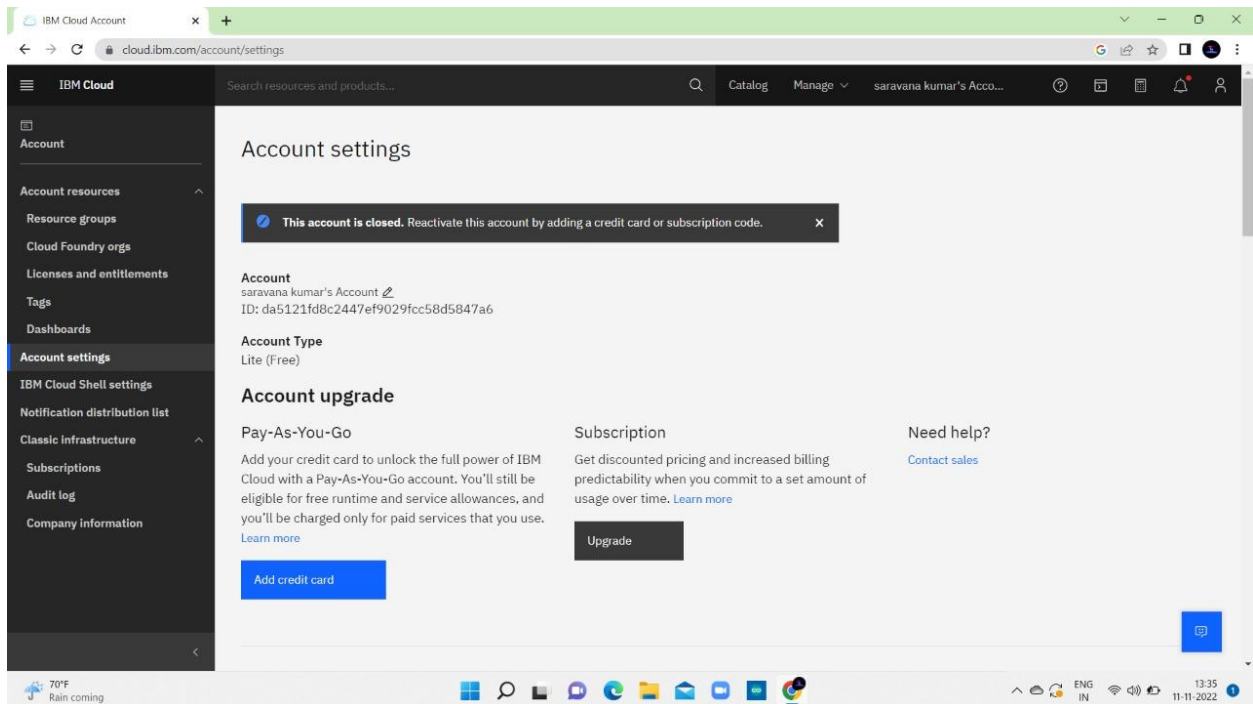 IBM Cloud Account
cloud.ibm.com/account/settings
IBM Cloud
Search resources and products...
Catalog
Manage
saravana kumar's Acco...
Account
Account resources
Resource groups
Cloud Foundry orgs
Licenses and entitlements
Tags
Dashboards
Account settings
IBM Cloud Shell settings
Notification distribution list
Classic infrastructure
Subscriptions
Audit log
Company information
Account settings
This account is closed. Reactivate this account by adding a credit card or subscription code.
Account
saravana kumar's Account
ID: da5121fd8c2447ef9029fcc58d5847a6
Account Type
Lite (Free)
Account upgrade
Pay-As-You-Go
Add your credit card to unlock the full power of IBM
Cloud with a Pay-As-You-Go account. You'll still be
eligible for free runtime and service allowances, and
you'll be charged only for paid services that you use.
Learn more
Add credit card
Subscription
Get discounted pricing and increased billing
predictability when you commit to a set amount of
usage over time. Learn more
Upgrade
Need help?
Contact sales
70°F
Rain coming
ENG
IN
13:35
11-11-2022
1